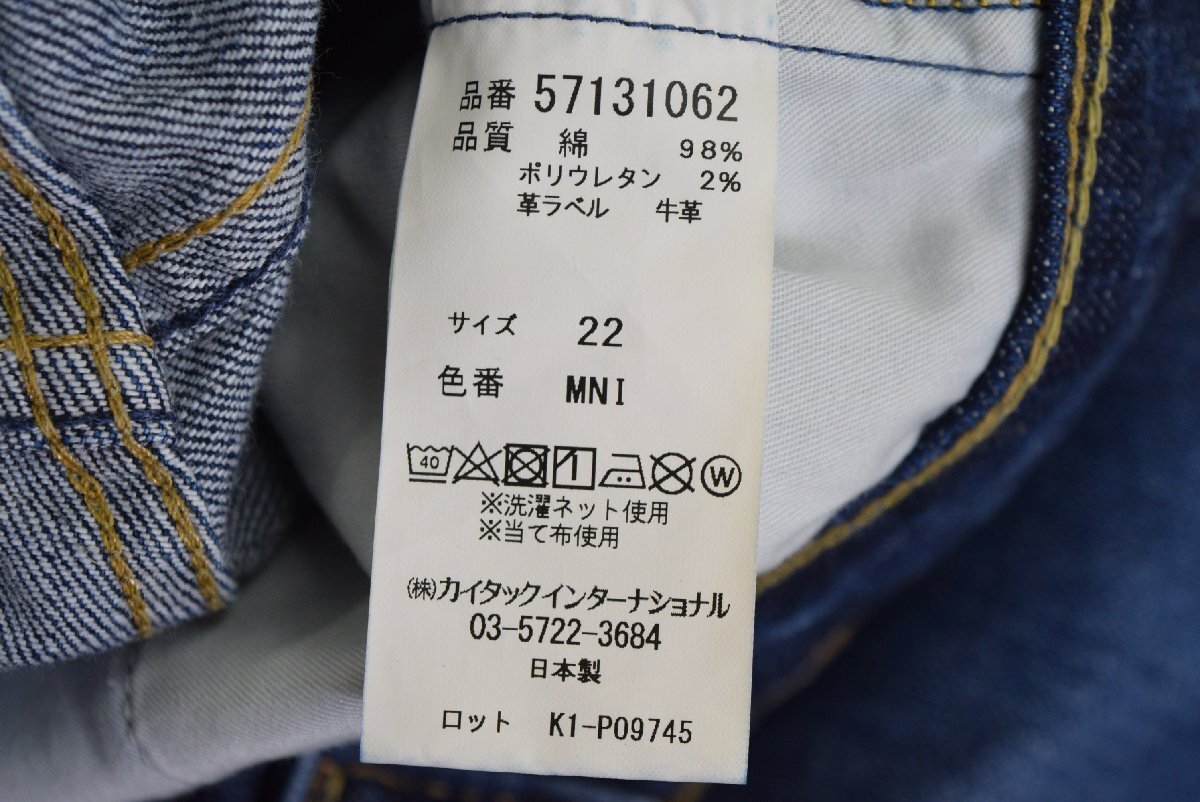 品番 57131062
品質 綿 98%
ポリウレタン 2%
革ラベル 牛革
サイズ 22
色番 MNI
40 W
※洗濯ネット使用
※当て布使用
(株)カイタックインターナショナル
03-5722-3684
日本製
ロット K1-P09745